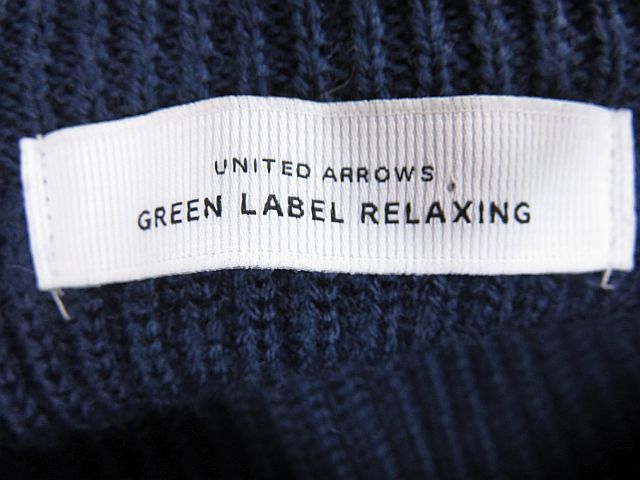 UNITED ARROWS
GREEN LABEL RELAXING